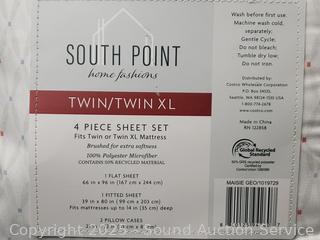 SOUTH POINT
home fashions
TWIN/TWIN XL
4 PIECE SHEET SET
Fits Twin or Twin XL Mattress
Brushed for extra softness
100% Polyester Microfiber
CONTAINS 50% RECYCLED MATERIAL
1 FLAT SHEET
66 in x 96 in (167 cm x 244 cm)
1 FITTED SHEET
39 in x 80 in (99 cm x 203 cm)
Fits mattresses up to 14 in (35 cm) deep
2 PILLOW CASES
Wash before first use.
Machine wash cold,
separately;
Gentle Cycle;
Do not bleach;
Tumble dry low;
Do not iron.
Distributed by:
Costco Wholesale Corporation
P.O. Box 34535
Seattle, WA 98124-1535 USA
1-800-774-2678
MADE IN CHINA
RN 122858
Global Recycled
Standard
MAISIE GEO/1019729
Copyright 2025 - Sound Auction Service